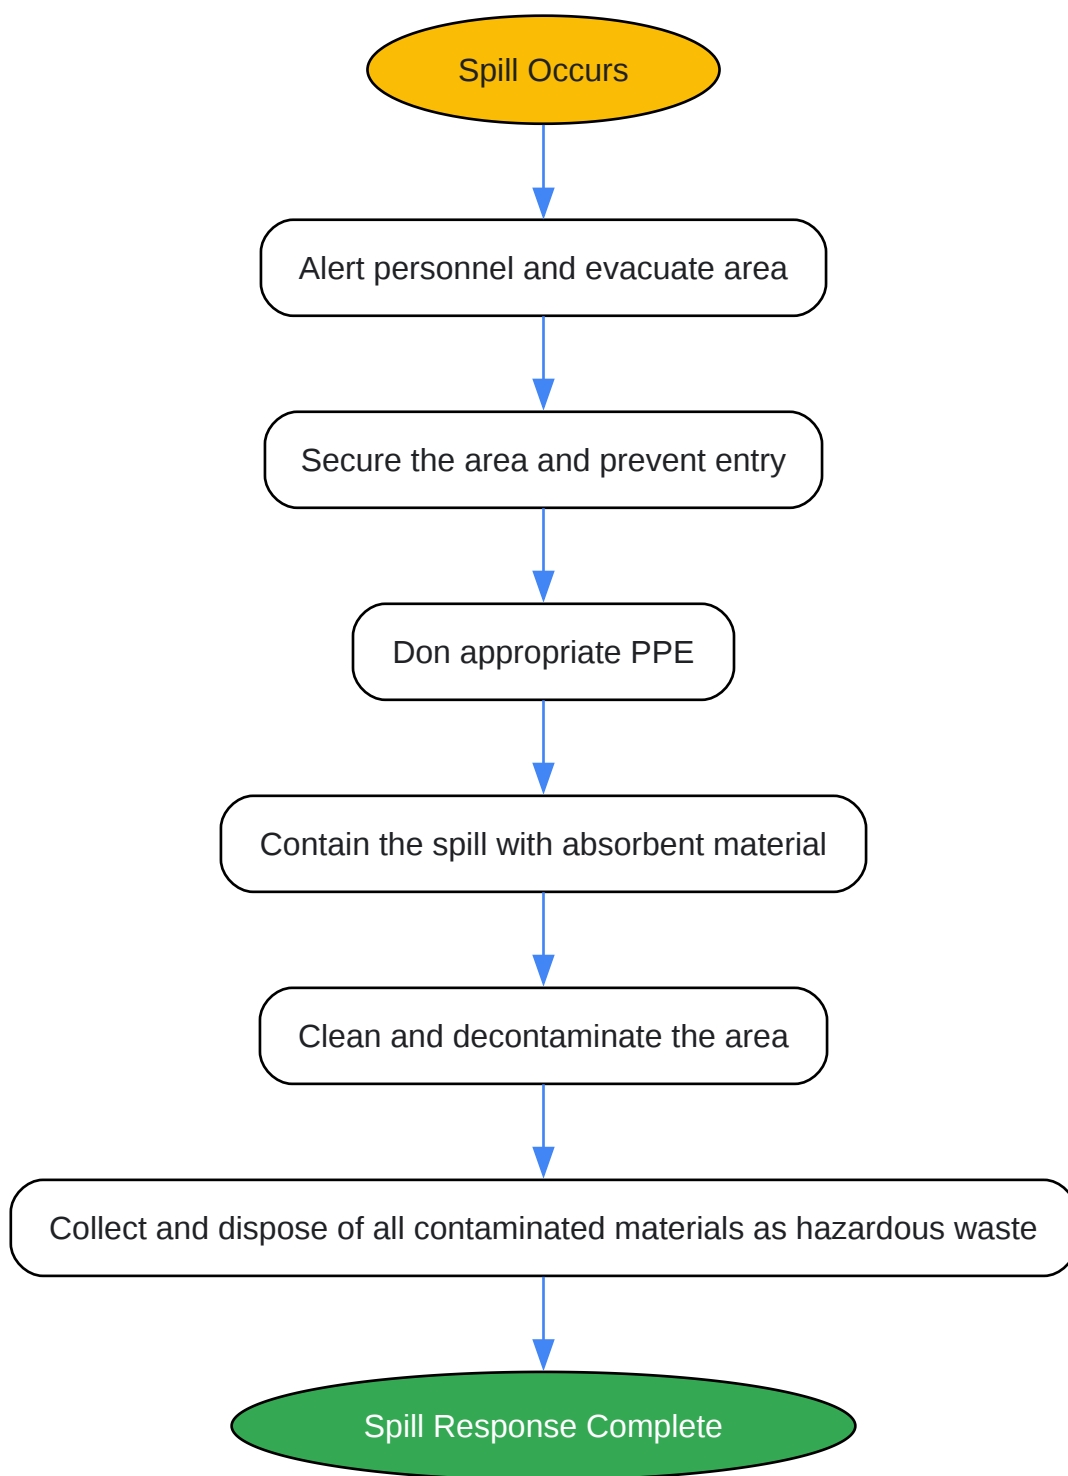 Spill Occurs
Alert personnel and evacuate area
Secure the area and prevent entry
Don appropriate PPE
Contain the spill with absorbent material
Clean and decontaminate the area
Collect and dispose of all contaminated materials as hazardous waste
Spill Response Complete